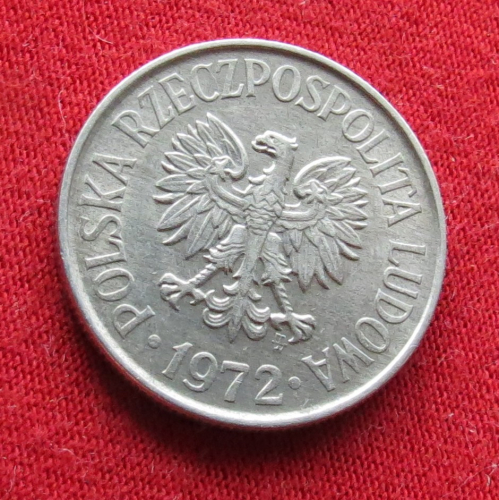 POLSKA RZECZPOSPOLITA LUDOWA
· 1972 ·